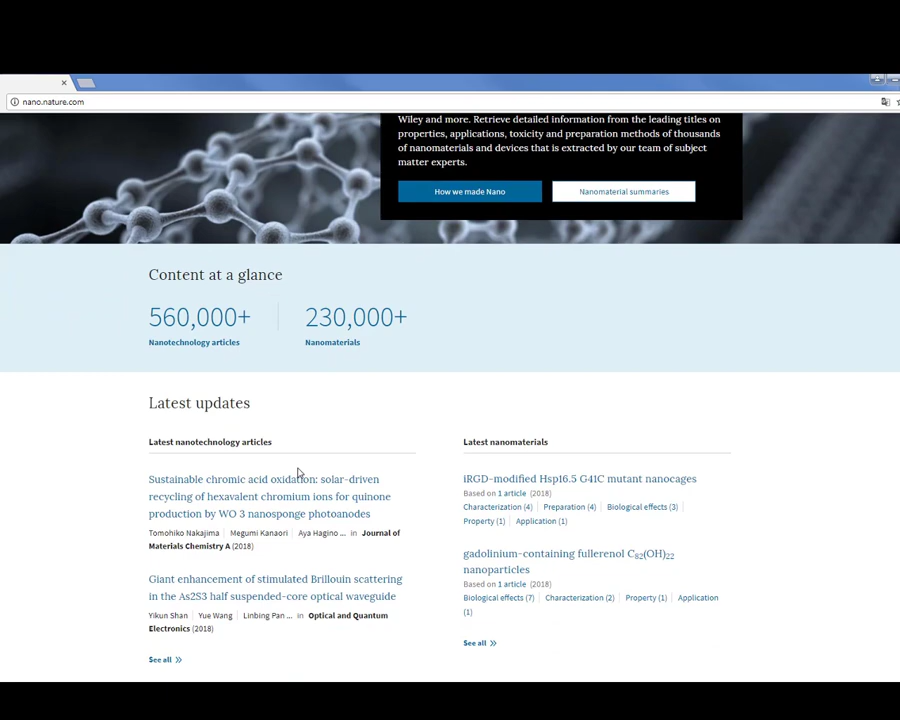 nano.nature.com
Wiley and more. Retrieve detailed information from the leading titles on
properties, applications, toxicity and preparation methods of thousands
of nanomaterials and devices that is extracted by our team of subject
matter experts.
How we made Nano
Nanomaterial summaries
Content at a glance
560,000+
Nanotechnology articles
230,000+
Nanomaterials
Latest updates
Latest nanotechnology articles
Sustainable chromic acid oxidation: solar-driven
recycling of hexavalent chromium ions for quinone
production by WO 3 nanosponge photoanodes
Tomohiko Nakajima | Megumi Kanaori | Aya Hagino ... in Journal of
Materials Chemistry A (2018)
Giant enhancement of stimulated Brillouin scattering
in the As2S3 half suspended-core optical waveguide
Yikun Shan | Yue Wang | Linbing Pan ... in Optical and Quantum
Electronics (2018)
See all »
Latest nanomaterials
iRGD-modified Hsp16.5 G41C mutant nanocages
Based on 1 article (2018)
Characterization (4) | Preparation (4) | Biological effects (3) |
Property (1) | Application (1)
gadolinium-containing fullerenol C₈₂(OH)₂₂
nanoparticles
Based on 1 article (2018)
Biological effects (7) | Characterization (2) | Property (1) | Application
(1)
See all »